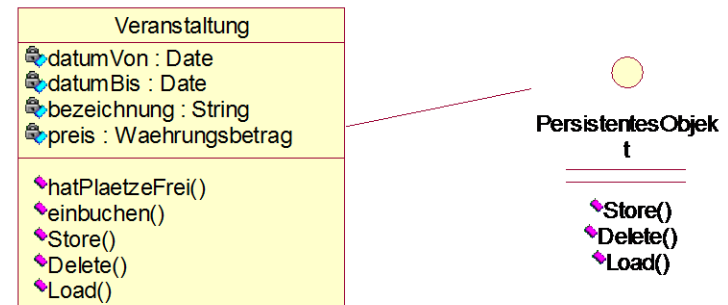 Veranstaltung
datumVon : Date
datumBis : Date
bezeichnung : String
preis : Waehrungsbetrag
hatPlaetzeFrei()
einbuchen()
Store()
Delete()
Load()
PersistentesObjek
t
Store()
Delete()
Load()